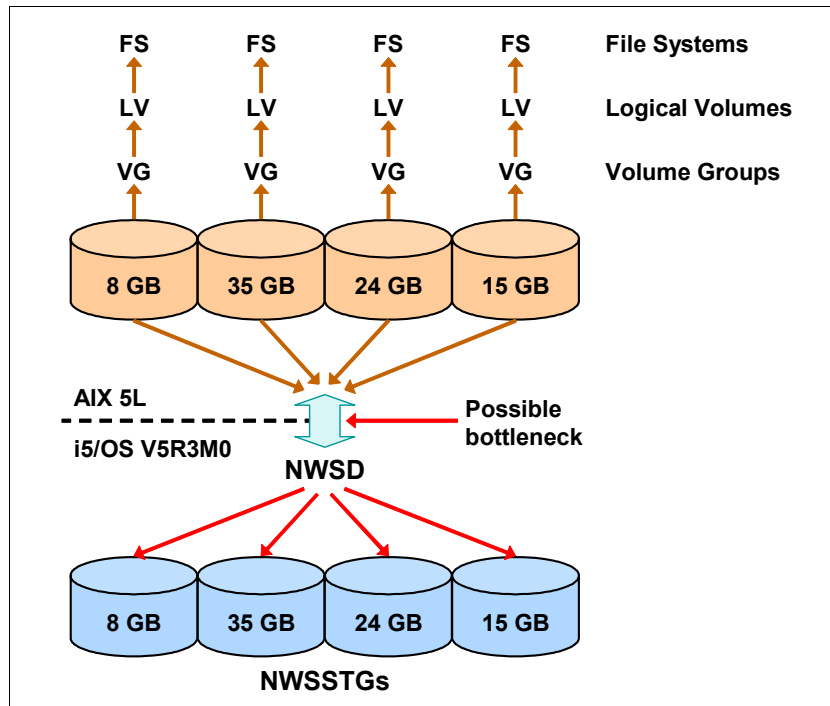 FS FS FS FS File Systems
LV LV LV LV Logical Volumes
VG VG VG VG Volume Groups
8 GB 35 GB 24 GB 15 GB
AIX 5L
i5/OS V5R3M0
Possible
bottleneck
NWSD
8 GB 35 GB 24 GB 15 GB
NWSSTGs